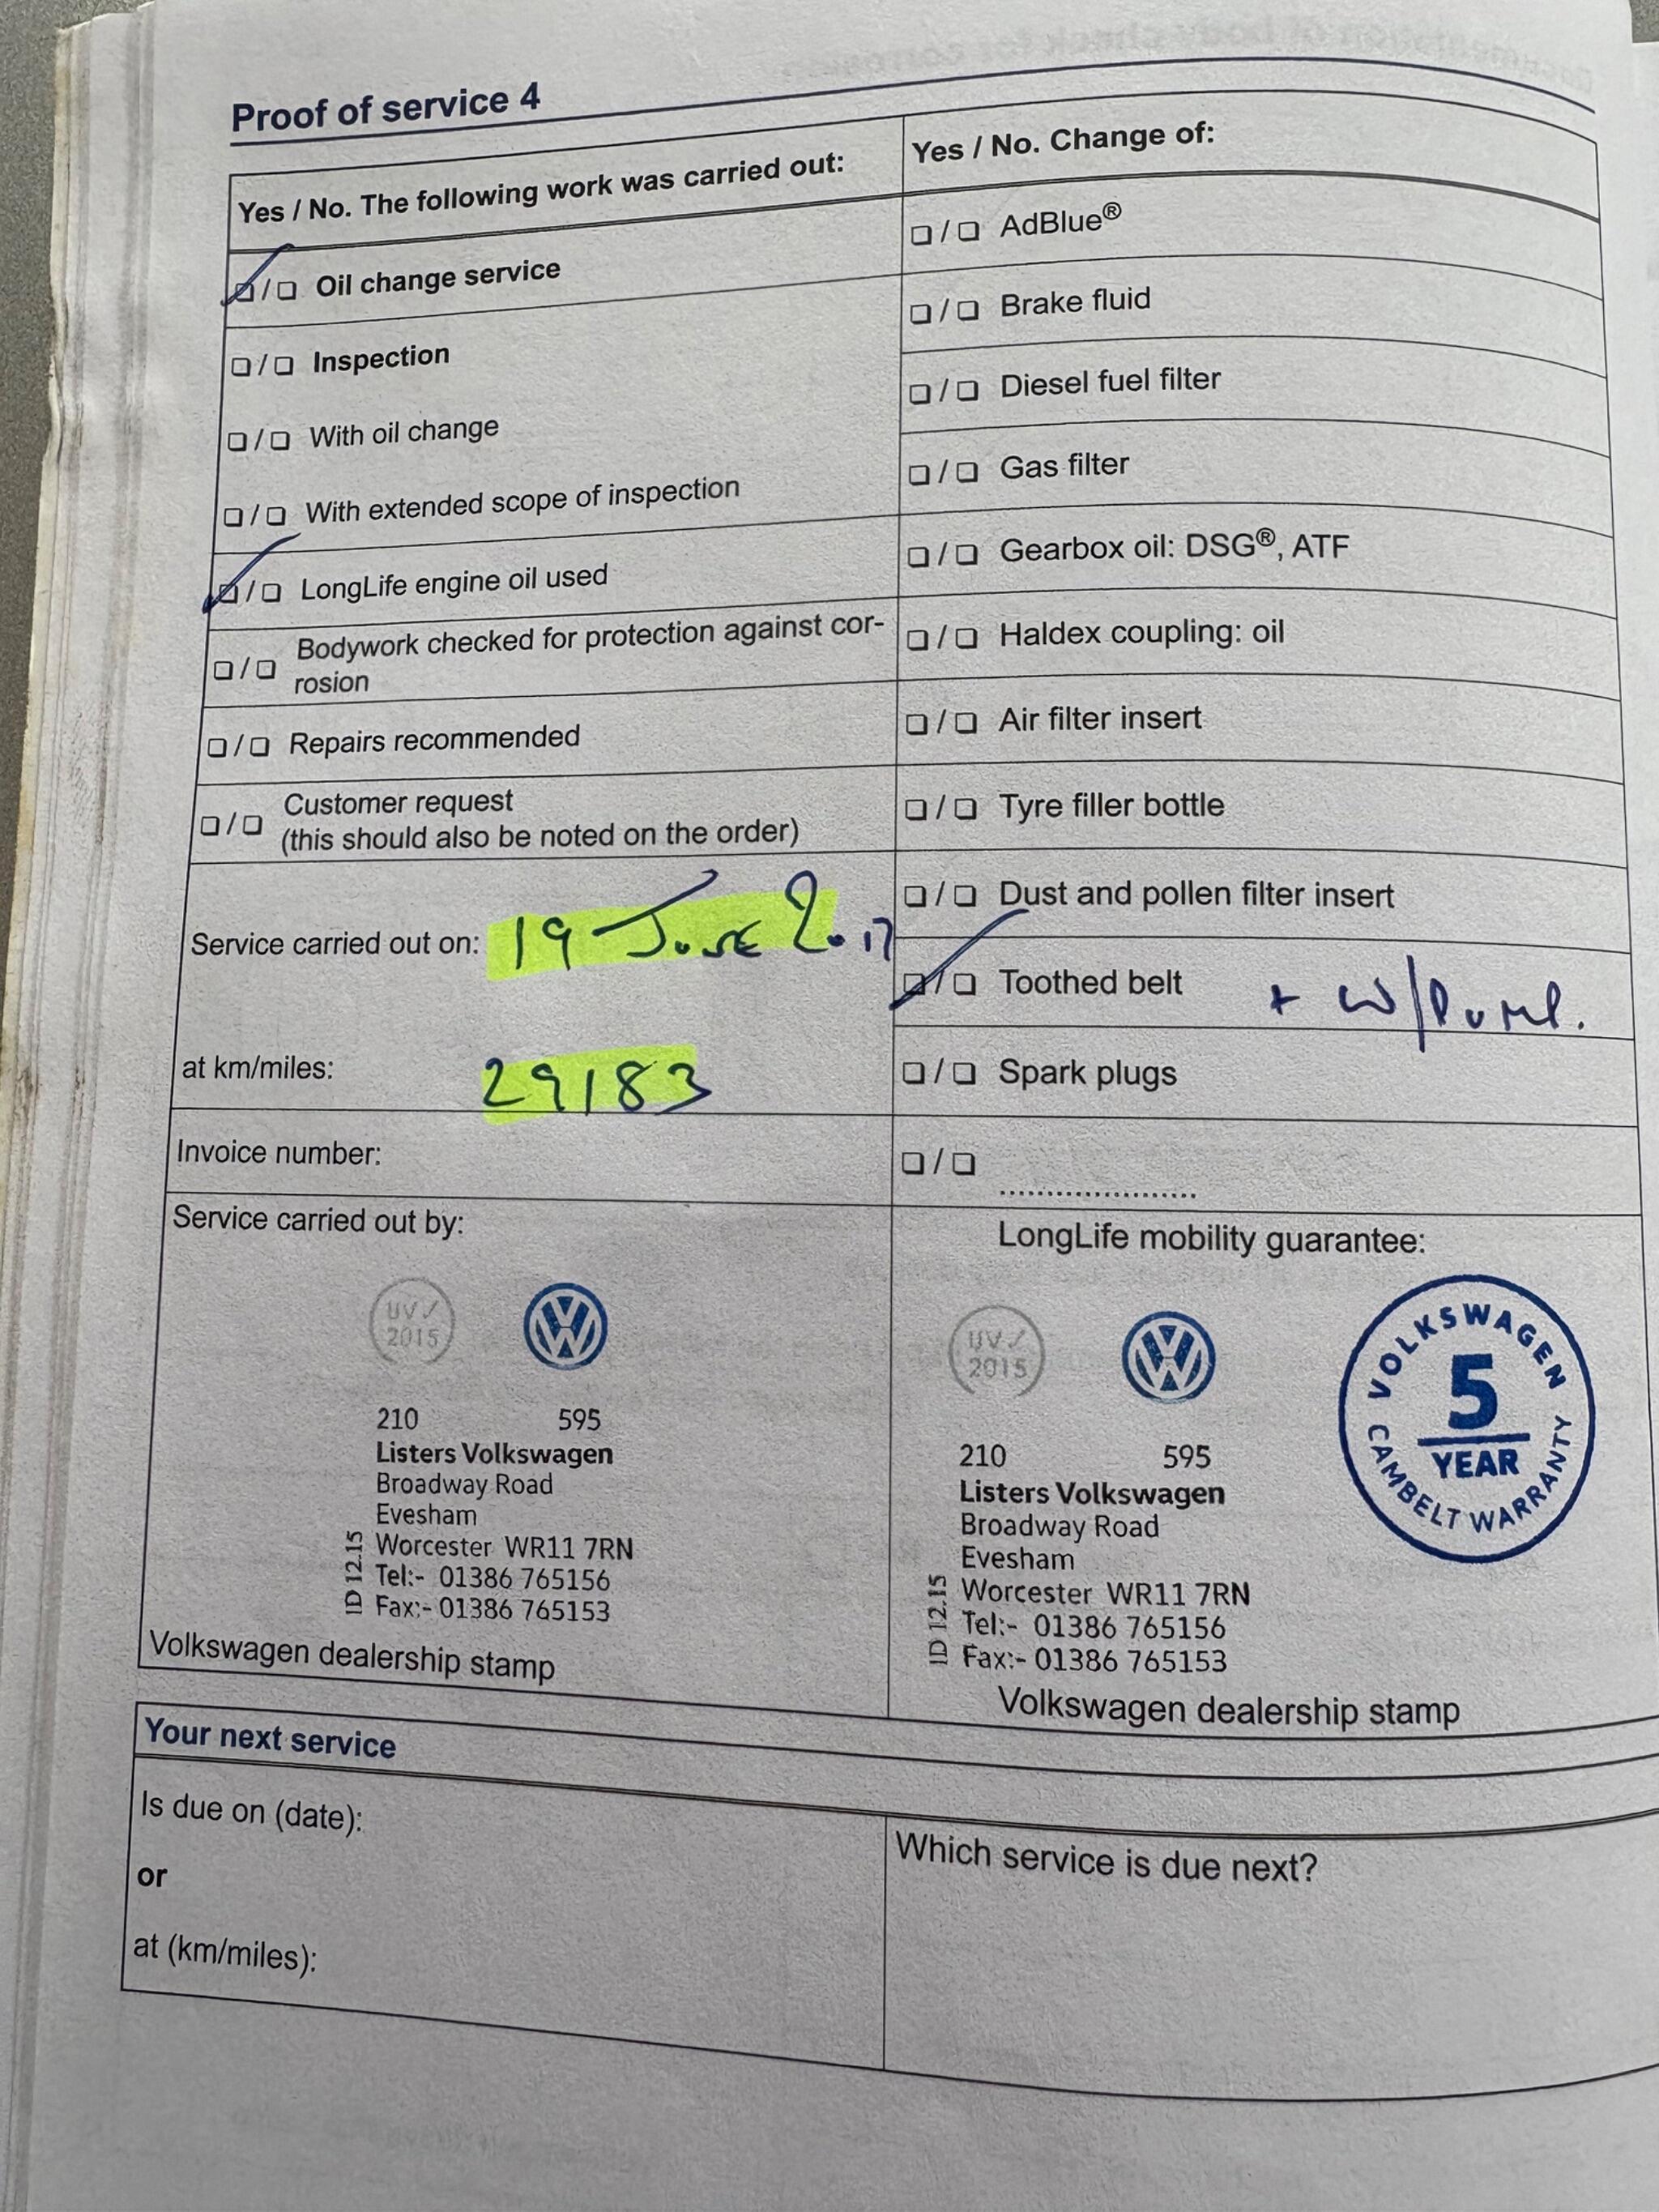 Proof of service 4
Yes / No. The following work was carried out:
❏/❏ Oil change service
❏/❏ Inspection
❏/❏ With oil change
❏/❏ With extended scope of inspection
❏/❏ LongLife engine oil used
❏/❏ Bodywork checked for protection against cor-
rosion
❏/❏ Repairs recommended
❏/❏ Customer request
(this should also be noted on the order)
Service carried out on: 19 JUNE 2017
at km/miles: 29183
Invoice number:
Yes / No. Change of:
❏/❏ AdBlue®
❏/❏ Brake fluid
❏/❏ Diesel fuel filter
❏/❏ Gas filter
❏/❏ Gearbox oil: DSG®, ATF
❏/❏ Haldex coupling: oil
❏/❏ Air filter insert
❏/❏ Tyre filler bottle
❏/❏ Dust and pollen filter insert
❏/❏ Toothed belt + W/PUMP.
❏/❏ Spark plugs
❏/❏ ......................
Service carried out by:
UV✓
2015
VW
210 595
Listers Volkswagen
Broadway Road
Evesham
Worcester WR11 7RN
Tel:- 01386 765156
Fax:- 01386 765153
ID 12.15
Volkswagen dealership stamp
LongLife mobility guarantee:
UV✓
2015
VW
210 595
Listers Volkswagen
Broadway Road
Evesham
Worcester WR11 7RN
Tel:- 01386 765156
Fax:- 01386 765153
ID 12.15
VOLKSWAGEN
5
YEAR
CAMBELT WARRANTY
Volkswagen dealership stamp
Your next service
Is due on (date):
or
at (km/miles):
Which service is due next?